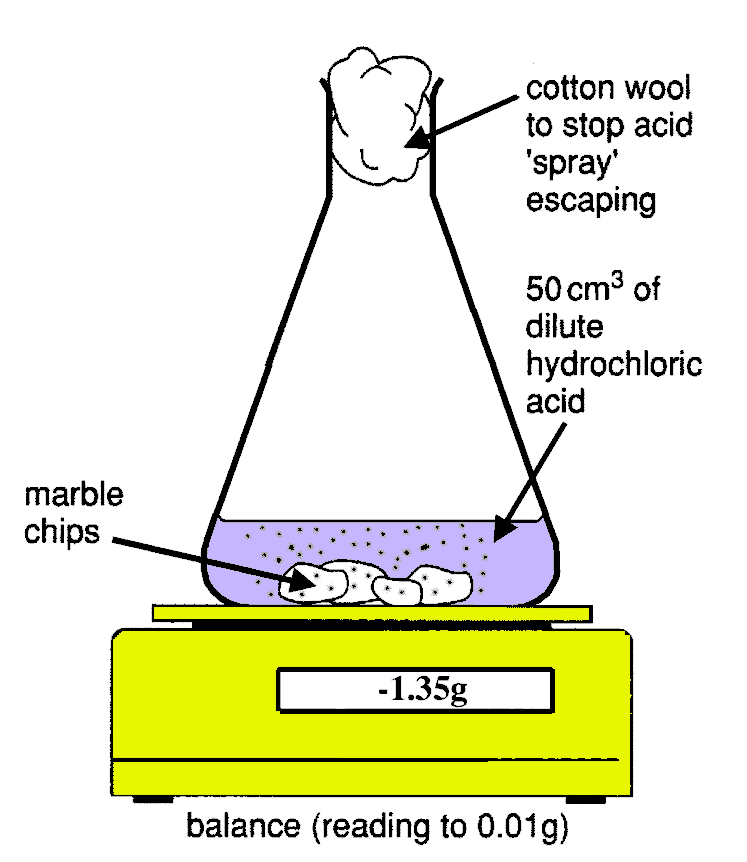 cotton wool
to stop acid
'spray'
escaping
50 cm³ of
dilute
hydrochloric
acid
marble
chips
-1.35g
balance (reading to 0.01g)